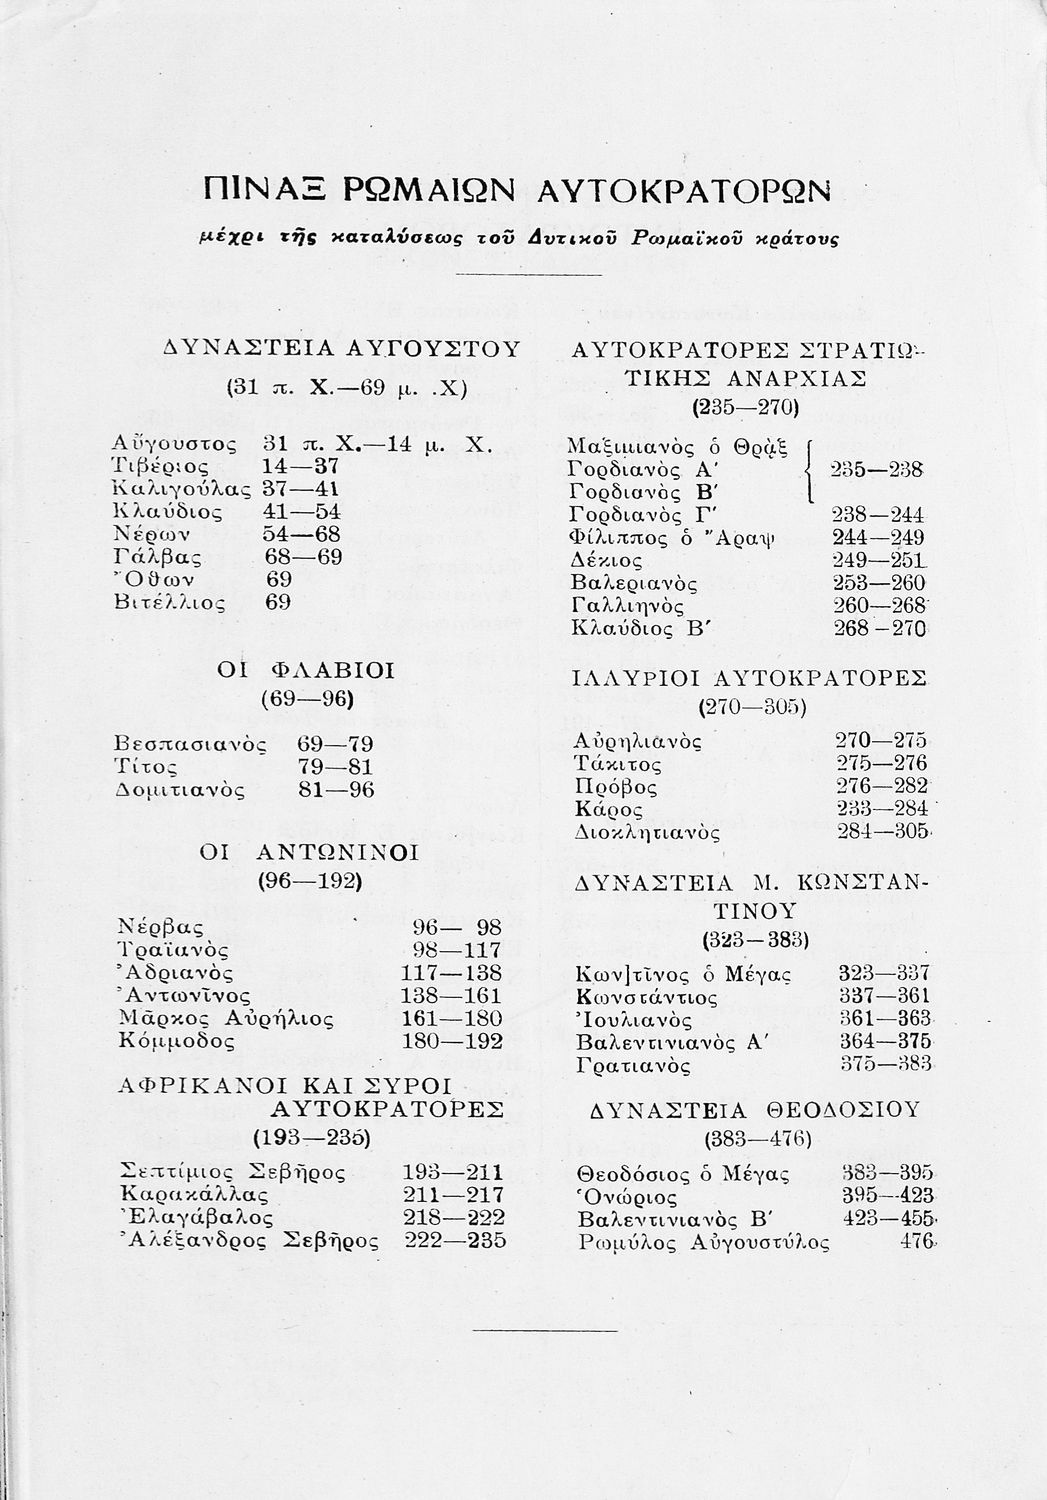 ΠΙΝΑΞ ΡΩΜΑΙΩΝ ΑΥΤΟΚΡΑΤΟΡΩΝ
μέχρι τῆς καταλύσεως τοῦ Δυτικοῦ Ρωμαϊκοῦ κράτους
ΔΥΝΑΣΤΕΙΑ ΑΥΓΟΥΣΤΟΥ
(31 π. Χ.—69 μ. .Χ)
Αὔγουστος 31 π. Χ.—14 μ. Χ.
Τιβέριος 14—37
Καλιγούλας 37—41
Κλαύδιος 41—54
Νέρων 54—68
Γάλβας 68—69
Ὄθων 69
Βιτέλλιος 69
ΟΙ ΦΛΑΒΙΟΙ
(69—96)
Βεσπασιανὸς 69—79
Τίτος 79—81
Δομιτιανὸς 81—96
ΟΙ ΑΝΤΩΝΙΝΟΙ
(96—192)
Νέρβας 96— 98
Τραϊανὸς 98—117
Ἀδριανὸς 117—138
Ἀντωνῖνος 138—161
Μᾶρκος Αὐρήλιος 161—180
Κόμμοδος 180—192
ΑΦΡΙΚΑΝΟΙ ΚΑΙ ΣΥΡΟΙ
ΑΥΤΟΚΡΑΤΟΡΕΣ
(193—235)
Σεπτίμιος Σεβῆρος 193—211
Καρακάλλας 211—217
Ἐλαγάβαλος 218—222
Ἀλέξανδρος Σεβῆρος 222—235
ΑΥΤΟΚΡΑΤΟΡΕΣ ΣΤΡΑΤΙΩ-
ΤΙΚΗΣ ΑΝΑΡΧΙΑΣ
(235—270)
Μαξιμιανὸς ὁ Θρᾷξ
Γορδιανὸς Α' 235—238
Γορδιανὸς Β'
Γορδιανὸς Γ' 238—244
Φίλιππος ὁ Ἄραψ 244—249
Δέκιος 249—251
Βαλεριανὸς 253—260
Γαλλιηνὸς 260—268
Κλαύδιος Β' 268—270
ΙΛΛΥΡΙΟΙ ΑΥΤΟΚΡΑΤΟΡΕΣ
(270—305)
Αὐρηλιανὸς 270—275
Τάκιτος 275—276
Πρόβος 276—282
Κάρος 233—284
Διοκλητιανὸς 284—305
ΔΥΝΑΣΤΕΙΑ Μ. ΚΩΝΣΤΑΝ-
ΤΙΝΟΥ
(323—383)
Κων]τῖνος ὁ Μέγας 323—337
Κωνστάντιος 337—361
Ἰουλιανὸς 361—363
Βαλεντινιανὸς Α' 364—375
Γρατιανὸς 375—383
ΔΥΝΑΣΤΕΙΑ ΘΕΟΔΟΣΙΟΥ
(383—476)
Θεοδόσιος ὁ Μέγας 383—395
Ὁνώριος 395—423
Βαλεντινιανὸς Β' 423—455
Ρωμύλος Αὐγουστύλος 476